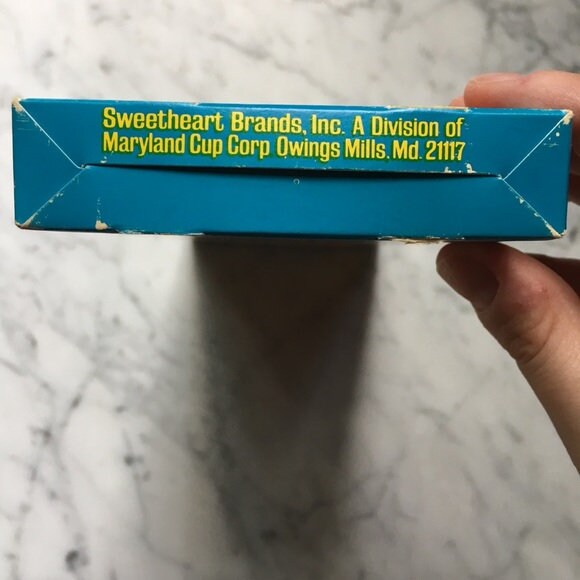 Sweetheart Brands, Inc. A Division of
Maryland Cup Corp Owings Mills, Md. 21117